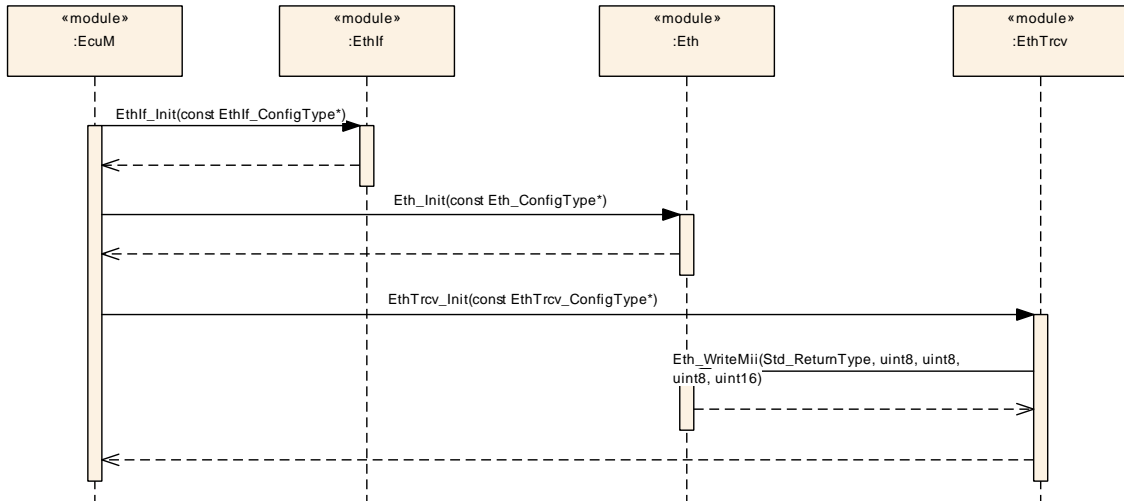 «module»
:EcuM
«module»
:EthIf
«module»
:Eth
«module»
:EthTrcv
EthIf_Init(const EthIf_ConfigType*)
Eth_Init(const Eth_ConfigType*)
EthTrcv_Init(const EthTrcv_ConfigType*)
Eth_WriteMii(Std_ReturnType, uint8, uint8,
uint8, uint16)